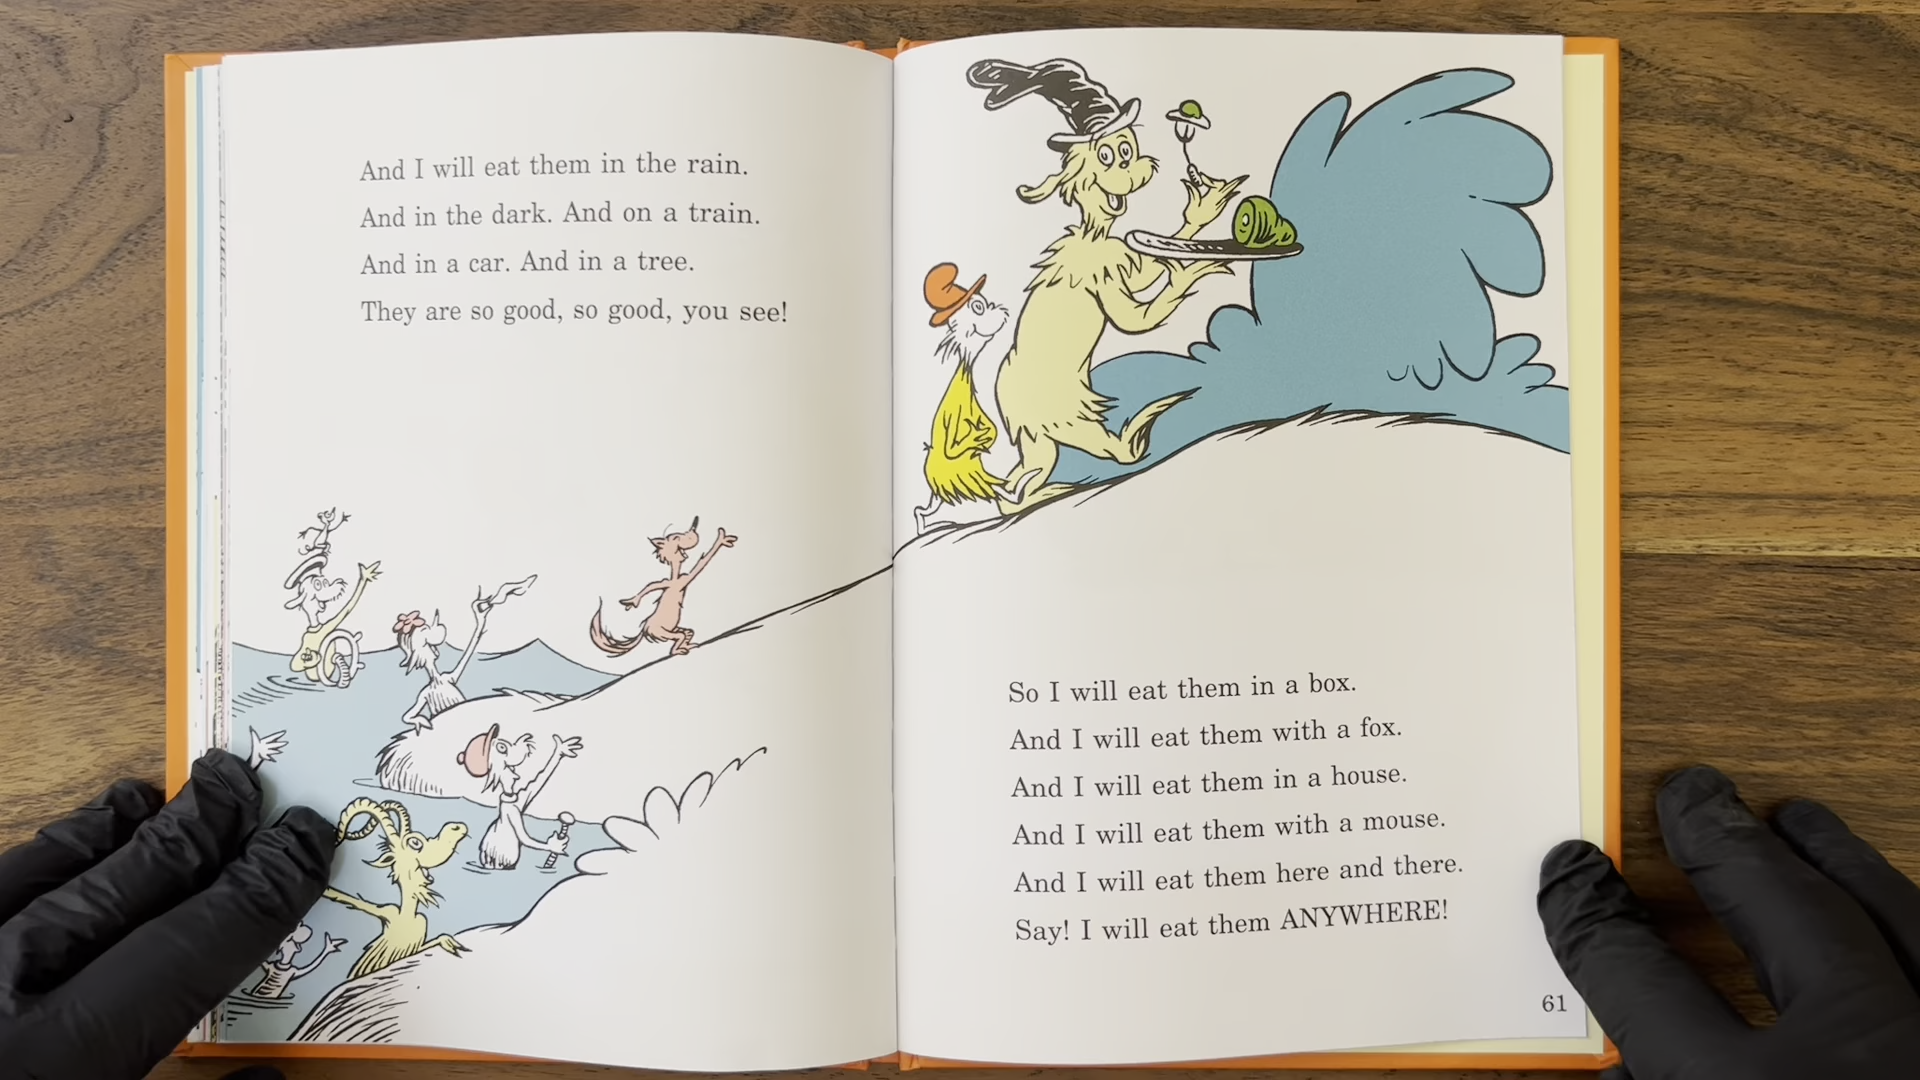 And I will eat them in the rain.
And in the dark. And on a train.
And in a car. And in a tree.
They are so good, so good, you see!
So I will eat them in a box.
And I will eat them with a fox.
And I will eat them in a house.
And I will eat them with a mouse.
And I will eat them here and there.
Say! I will eat them ANYWHERE!
61